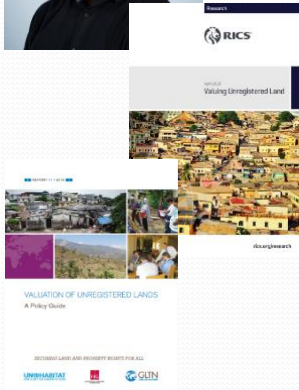 Research
RICS
Valuing Unregistered Land
rics.org/research
VALUATION OF UNREGISTERED LANDS
A Policy Guide
SECURING LAND AND PROPERTY RIGHTS FOR ALL
UN HABITAT
GLTN